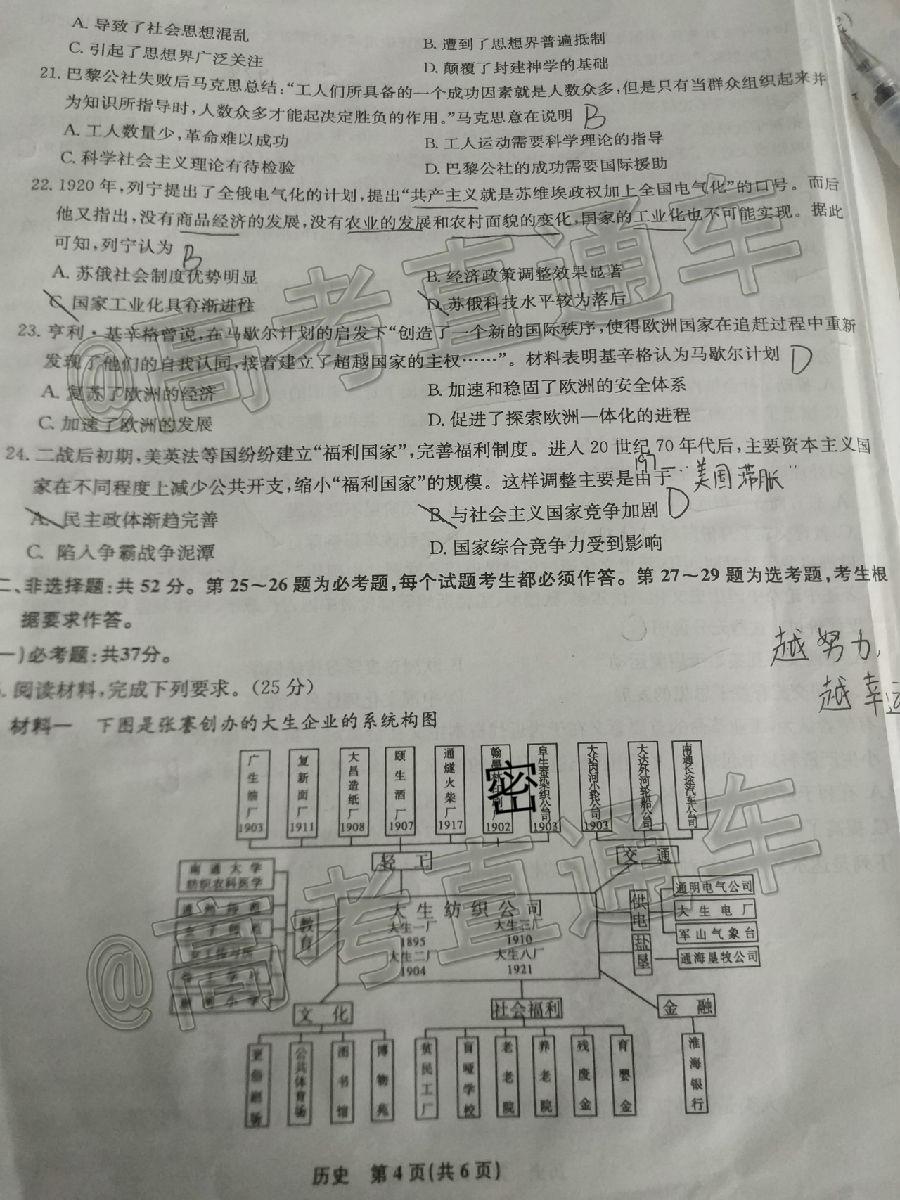 A. 导致了社会思想混乱
B. 遭到了思想界普遍抵制
C. 引起了思想界广泛关注
D. 颠覆了封建神学的基础
21. 巴黎公社失败后马克思总结:“工人们所具备的一个成功因素就是人数众多,但是只有当群众组织起来并
为知识所指导时,人数众多才能起决定胜负的作用。”马克思意在说明 B
A. 工人数量少,革命难以成功
B. 工人运动需要科学理论的指导
C. 科学社会主义理论有待检验
D. 巴黎公社的成功需要国际援助
22. 1920 年,列宁提出了全俄电气化的计划,提出“共产主义就是苏维埃政权加上全国电气化”的口号。而后
他又指出,没有商品经济的发展,没有农业的发展和农村面貌的变化,国家的工业化也不可能实现。据此
可知,列宁认为 B
A. 苏俄社会制度优势明显
B. 经济政策调整效果显著
C. 国家工业化具有渐进性
D. 苏俄科技水平较为落后
23. 亨利·基辛格曾说,在马歇尔计划的启发下“创造了一个新的国际秩序,使得欧洲国家在追赶过程中重新
发现了他们的自我认同,接着建立了超越国家的主权……”。材料表明基辛格认为马歇尔计划 D
A. 复苏了欧洲的经济
B. 加速和稳固了欧洲的安全体系
C. 加速了欧洲的发展
D. 促进了探索欧洲一体化的进程
24. 二战后初期,美英法等国纷纷建立“福利国家”,完善福利制度。进入 20 世纪 70 年代后,主要资本主义国
家在不同程度上减少公共开支,缩小“福利国家”的规模。这样调整主要是由于 D
“美国滞胀”
A. 民主政体渐趋完善
B. 与社会主义国家竞争加剧
C. 陷入争霸战争泥潭
D. 国家综合竞争力受到影响
二、非选择题:共 52 分。第 25~26 题为必考题,每个试题考生都必须作答。第 27~29 题为选考题,考生根
据要求作答。
一)必考题:共37分。
越努力,
越幸运
阅读材料,完成下列要求。(25 分)
材料一 下图是张謇创办的大生企业的系统构图
广生油厂 1903
复新面厂 1911
大昌造纸厂 1908
颐生酒厂 1907
通燧火柴厂 1917
翰墨林 1902
密
阜生蚕染织公司 1903
大达内河小轮公司 1903
大达外河轮船公司
南通长途汽车公司
轻工
交通
南通大学
纺织农科医学
教育
大生纺织公司
大生一厂 1895
大生三厂 1910
大生二厂 1904
大生八厂 1921
供电
通明电气公司
大生电厂
军山气象台
盐垦
通海垦牧公司
文化
社会福利
金融
更俗剧场
公共体育场
图书馆
博物苑
贫民工厂
盲哑学校
老老院
养老院
残废金
育婴金
淮海银行
历史 第 4 页(共 6 页)
@高考直通车
@高考直通车